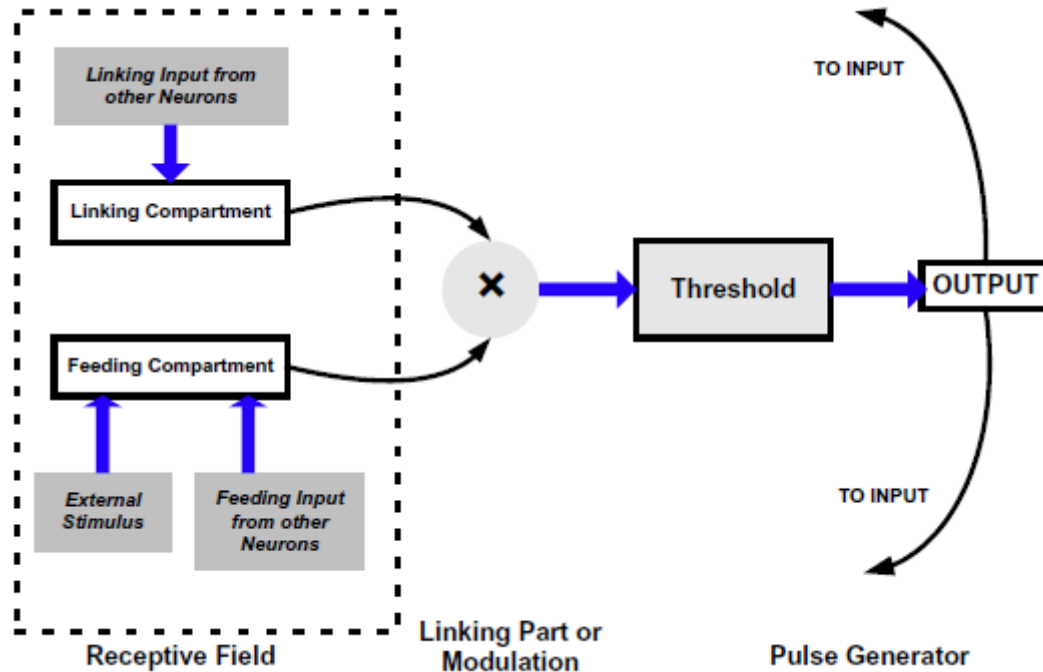 Linking Input from
other Neurons
TO INPUT
Linking Compartment
×
Threshold
OUTPUT
Feeding Compartment
External
Stimulus
Feeding Input
from other
Neurons
TO INPUT
Receptive Field
Linking Part or
Modulation
Pulse Generator